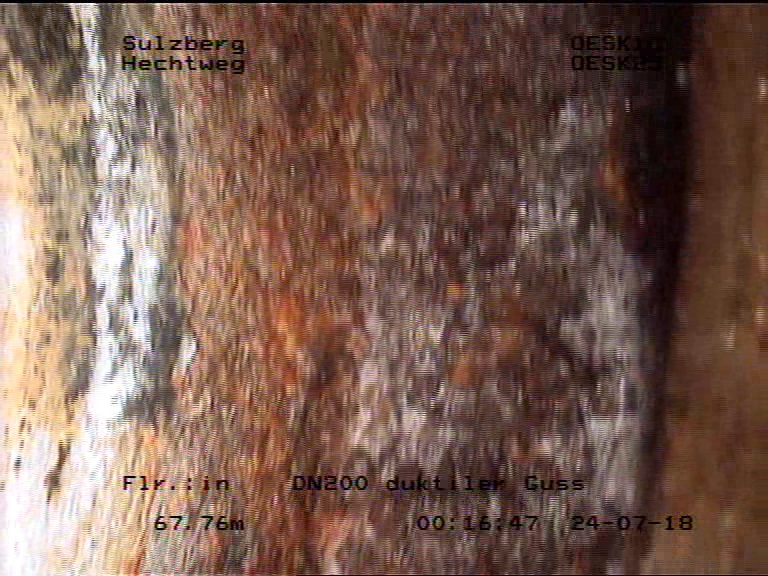 Sulzberg
Hechtweg
Flr.:in DN200 duktiler Guss
67.76m 00:16:47 24-07-18